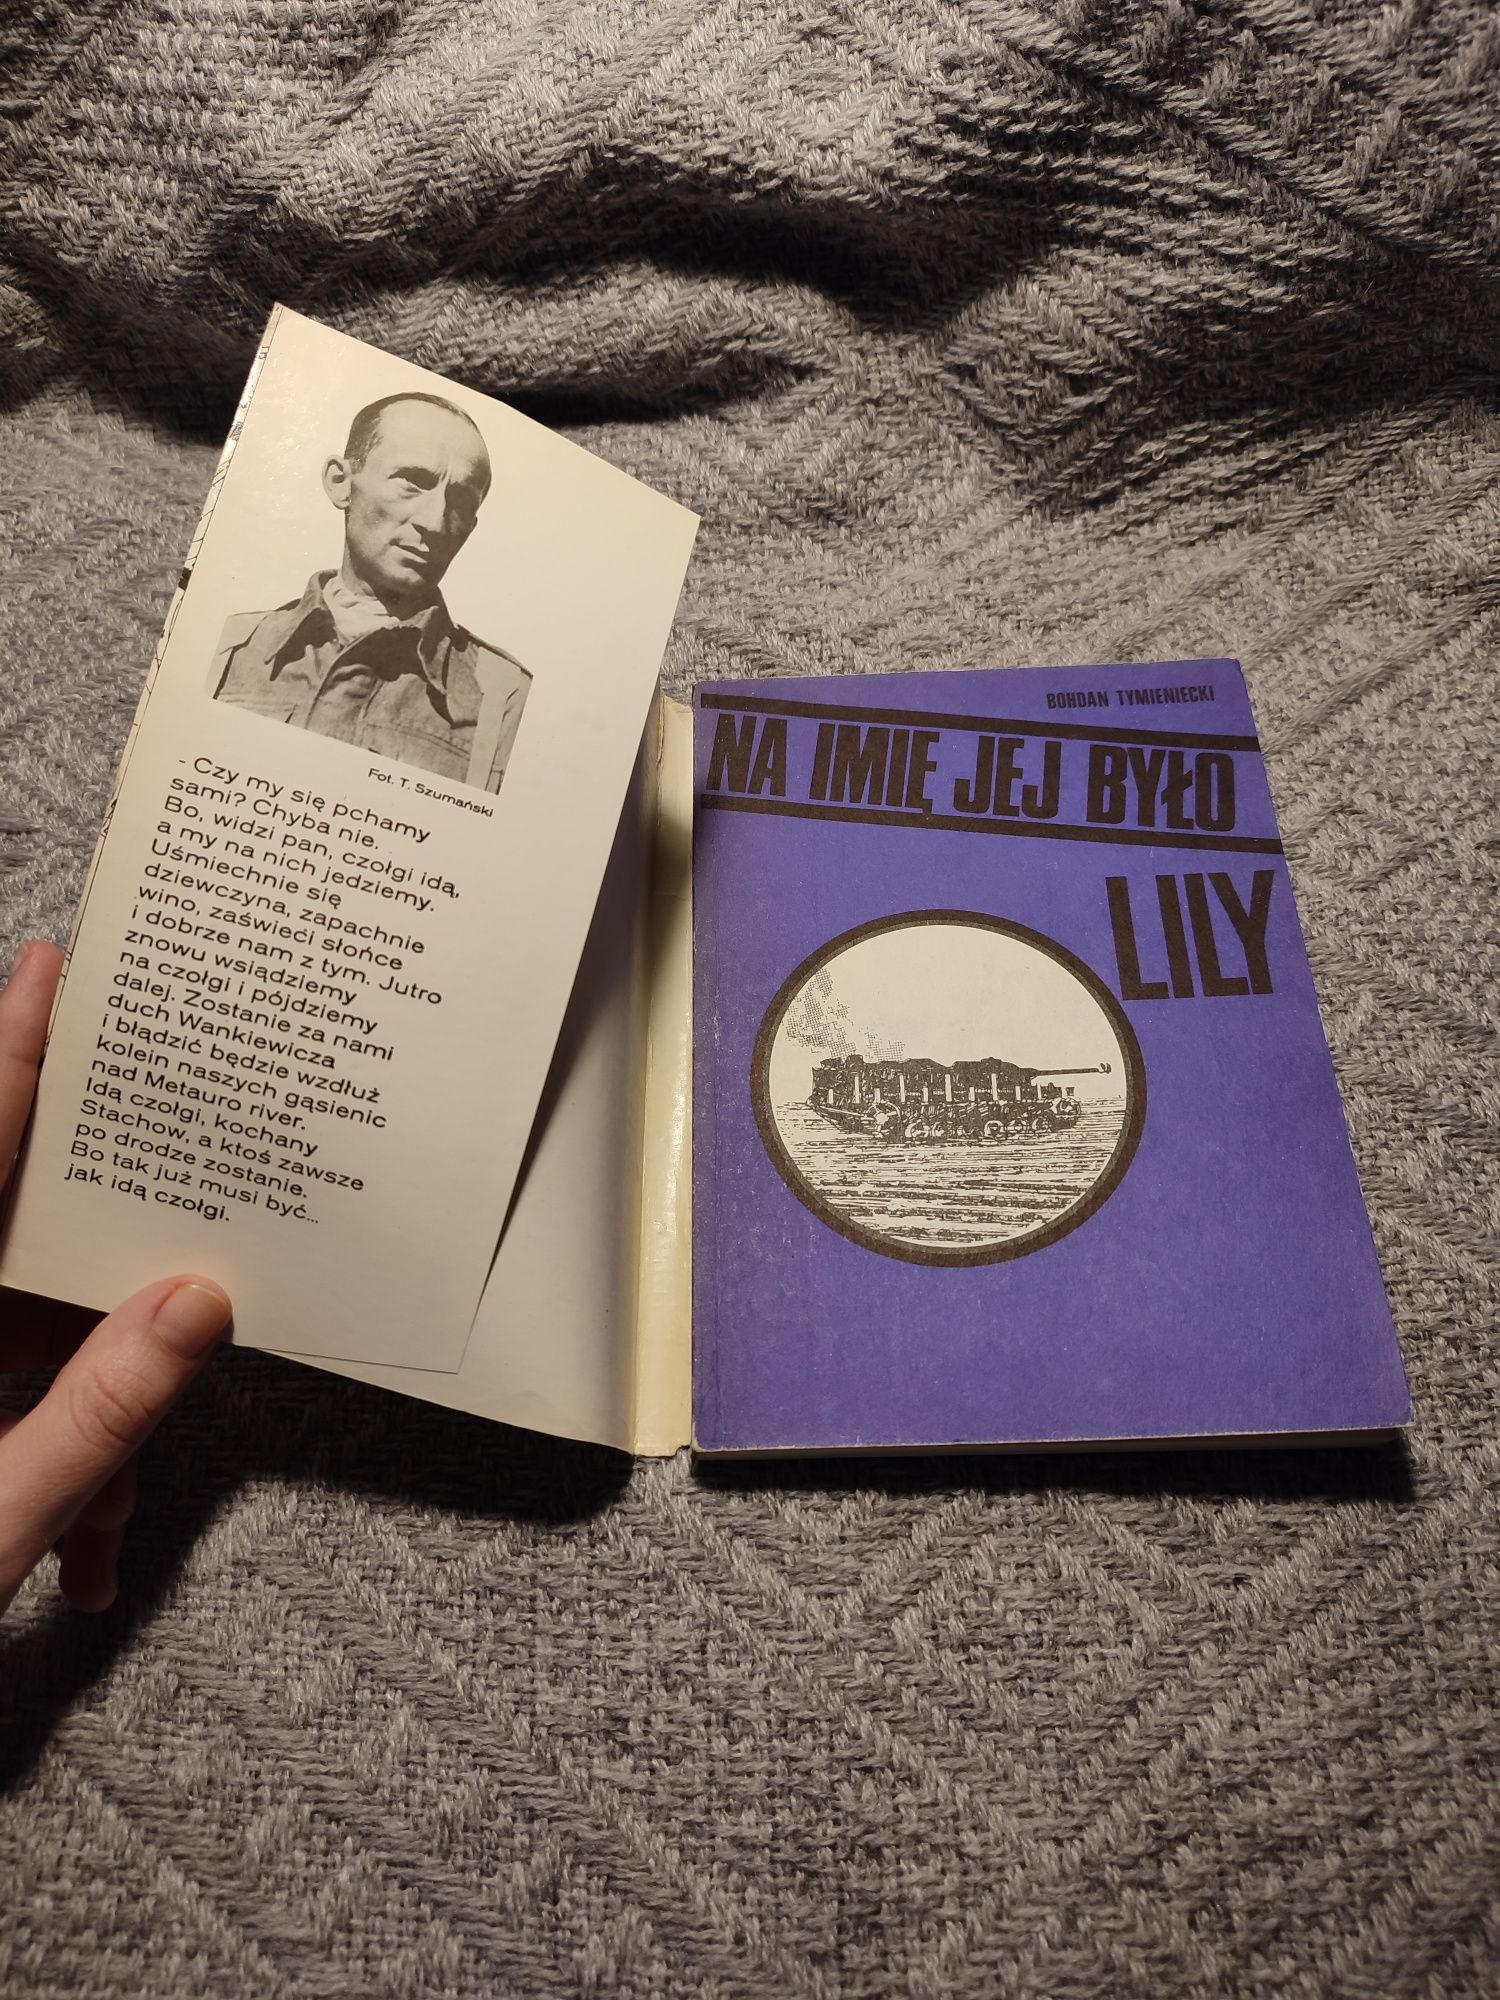 Fot. T. Szumański
- Czy my się pchamy
sami? Chyba nie.
Bo, widzi pan, czołgi idą,
a my na nich jedziemy.
Uśmiechnie się
dziewczyna, zapachnie
wino, zaświeci słońce
i dobrze nam z tym. Jutro
znowu wsiądziemy
na czołgi i pójdziemy
dalej. Zostanie za nami
duch Wankiewicza
i błądzić będzie wzdłuż
kolein naszych gąsienic
nad Metauro river.
Idą czołgi, kochany
Stachow, a ktoś zawsze
po drodze zostanie.
Bo tak już musi być...
jak idą czołgi.
BOHDAN TYMIENIECKI
NA IMIĘ JEJ BYŁO
LILY